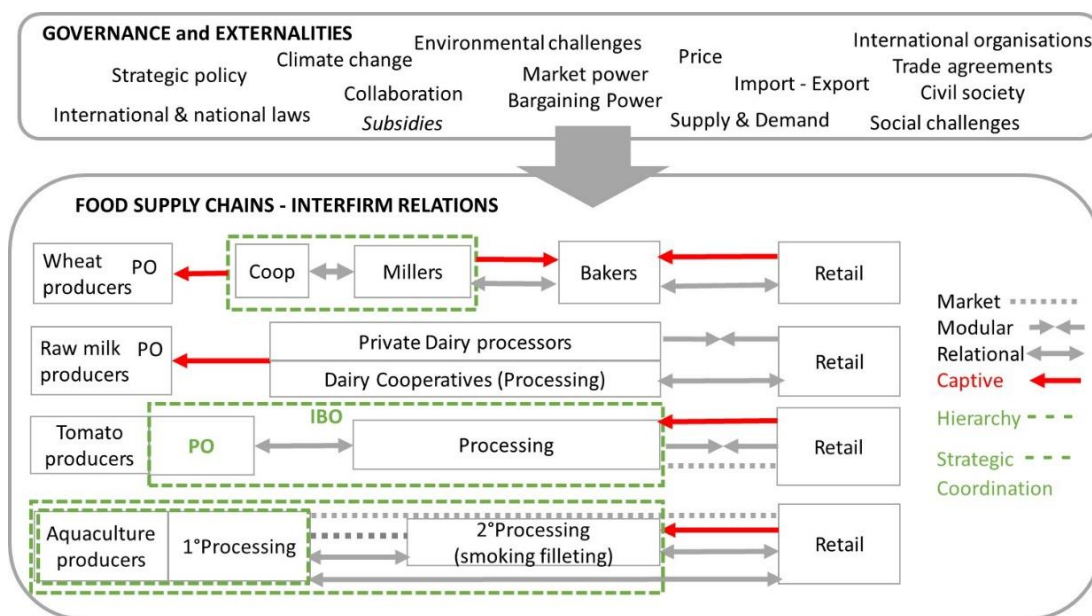 GOVERNANCE and EXTERNALITIES
Environmental challenges
International organisations
Climate change
Price
Trade agreements
Strategic policy
Market power
Import - Export
Civil society
Collaboration
Bargaining Power
International & national laws
Subsidies
Supply & Demand
Social challenges
FOOD SUPPLY CHAINS - INTERFIRM RELATIONS
Wheat PO
producers
Coop
Millers
Bakers
Retail
Raw milk PO
producers
Private Dairy processors
Dairy Cooperatives (Processing)
Retail
Tomato
producers
PO
IBO
Processing
Retail
Aquaculture
producers
1°Processing
2°Processing
(smoking filleting)
Retail
Market
Modular
Relational
Captive
Hierarchy
Strategic
Coordination